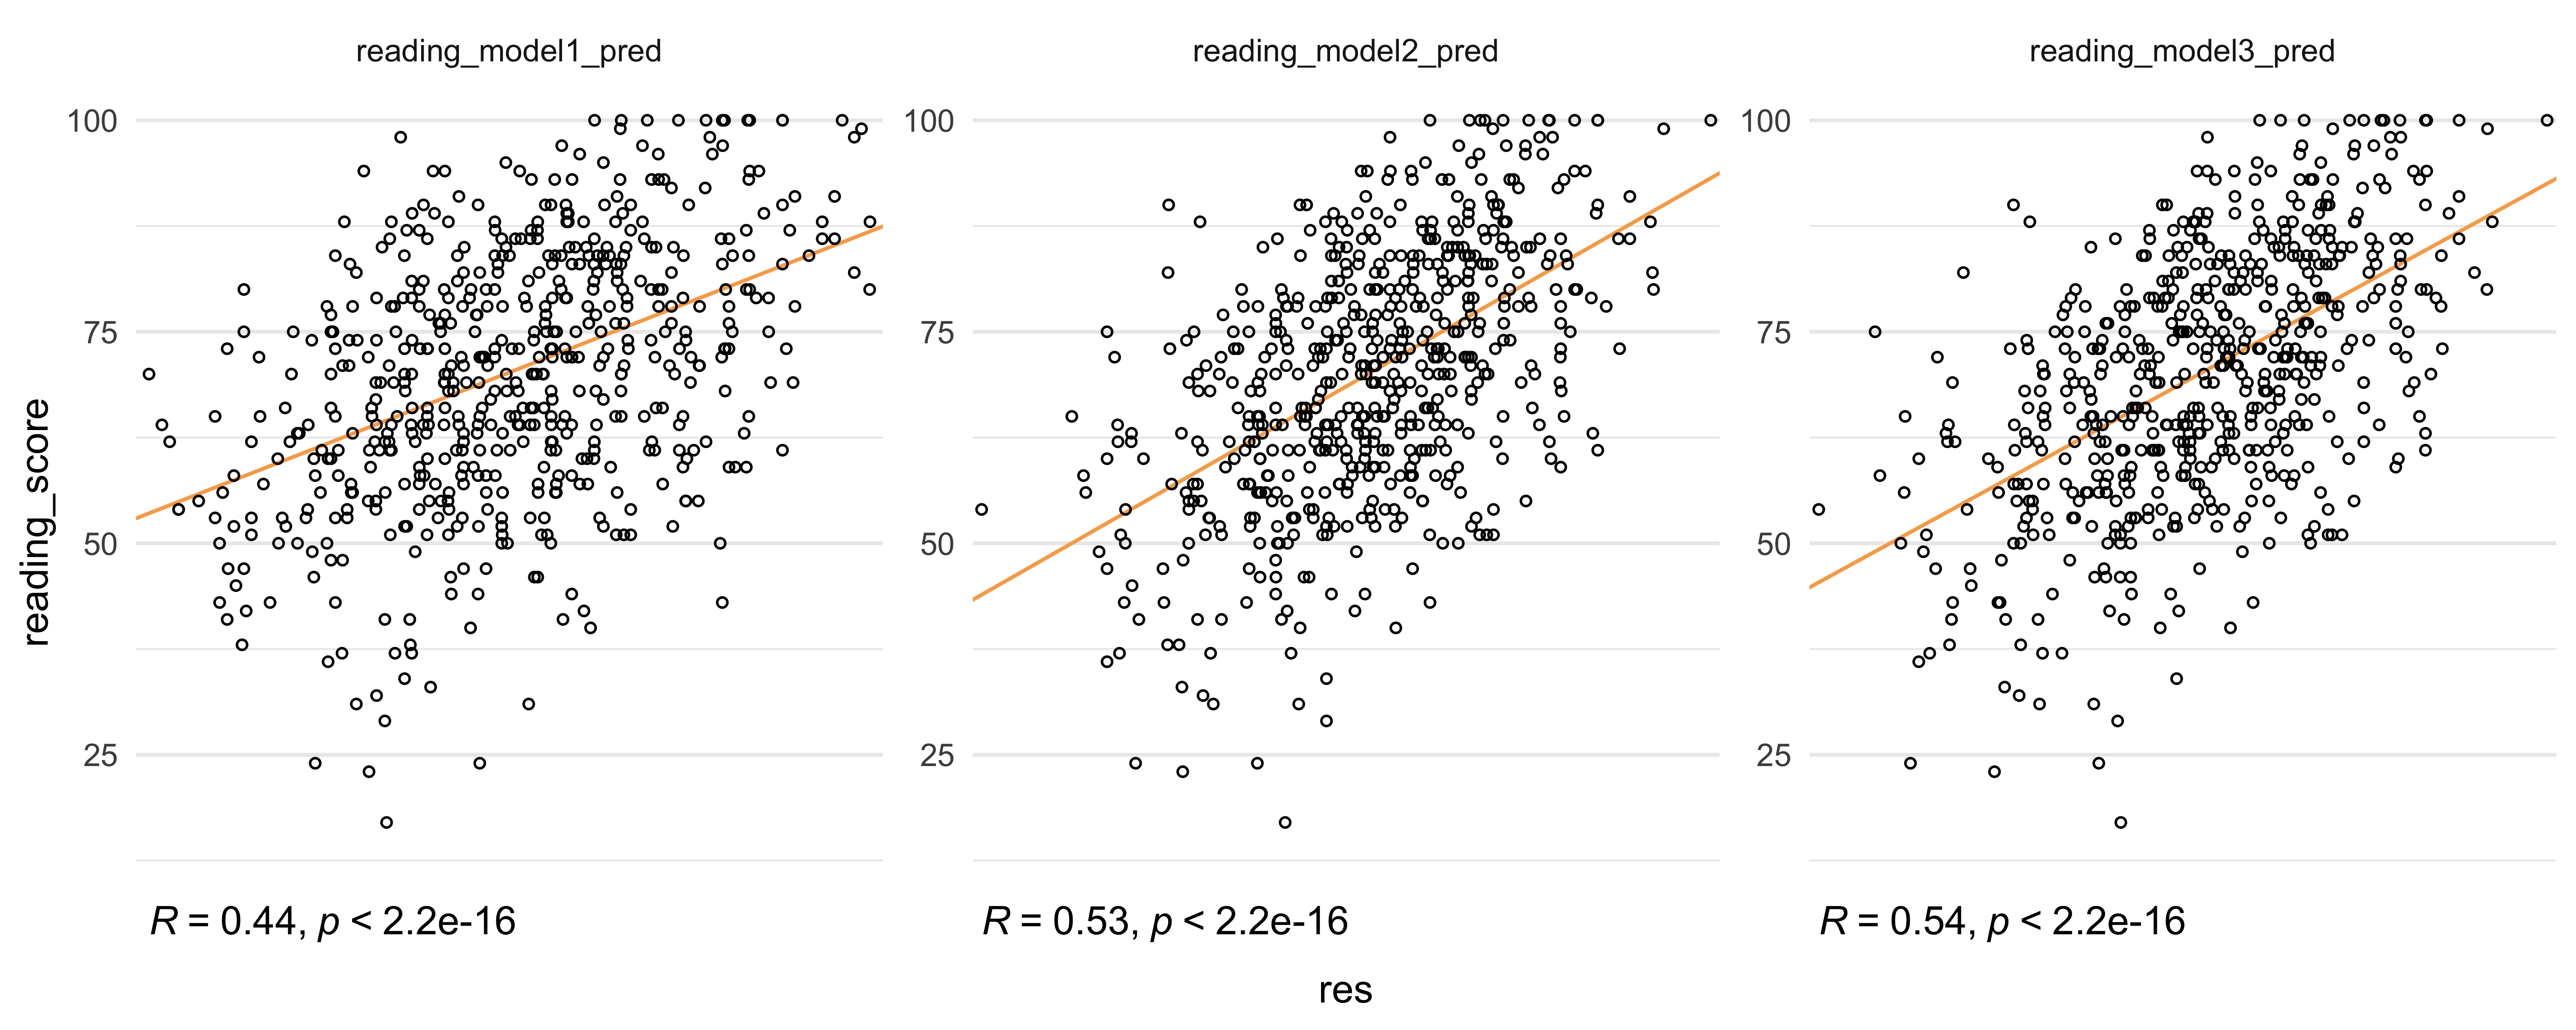 reading_model1_pred
reading_model2_pred
reading_model3_pred
reading_score
100
75
50
25
R = 0.44, p < 2.2e-16
100
75
50
25
R = 0.53, p < 2.2e-16
100
75
50
25
R = 0.54, p < 2.2e-16
res